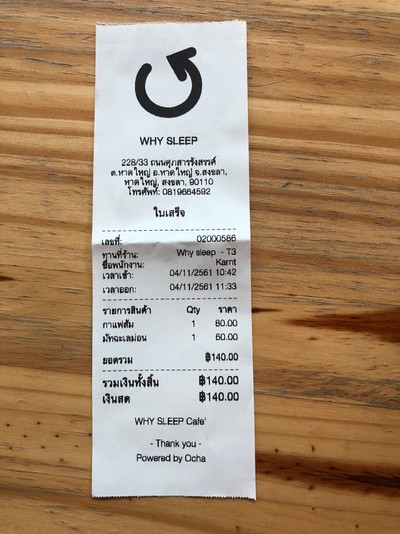 WHY SLEEP
228/33 ถนนศุภสารรังสรรค์
ต.หาดใหญ่ อ.หาดใหญ่ จ.สงขลา,
หาดใหญ่, สงขลา, 90110
โทรศัพท์: 0819664592
ใบเสร็จ
เลขที่: 02000586
ทานที่ร้าน: Why sleep - T3
ชื่อพนักงาน: Karnt
เวลาเข้า: 04/11/2561 10:42
เวลาออก: 04/11/2561 11:33
รายการสินค้า Qty ราคา
กาแฟส้ม 1 80.00
มัทฉะเลม่อน 1 60.00
ยอดรวม ฿140.00
รวมเงินทั้งสิ้น ฿140.00
เงินสด ฿140.00
WHY SLEEP Cafe'
- Thank you -
Powered by Ocha